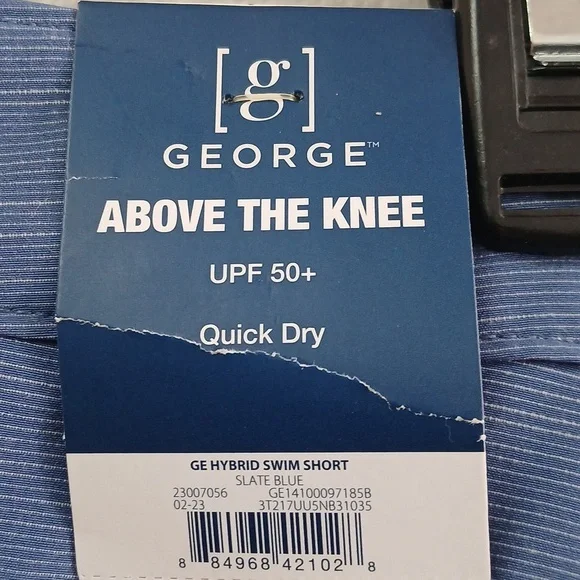 [g]
GEORGE™
ABOVE THE KNEE
UPF 50+
Quick Dry
GE HYBRID SWIM SHORT
SLATE BLUE
23007056 GE14100097185B
02-23 3T217UU5NB31035
8 84968 42102 8